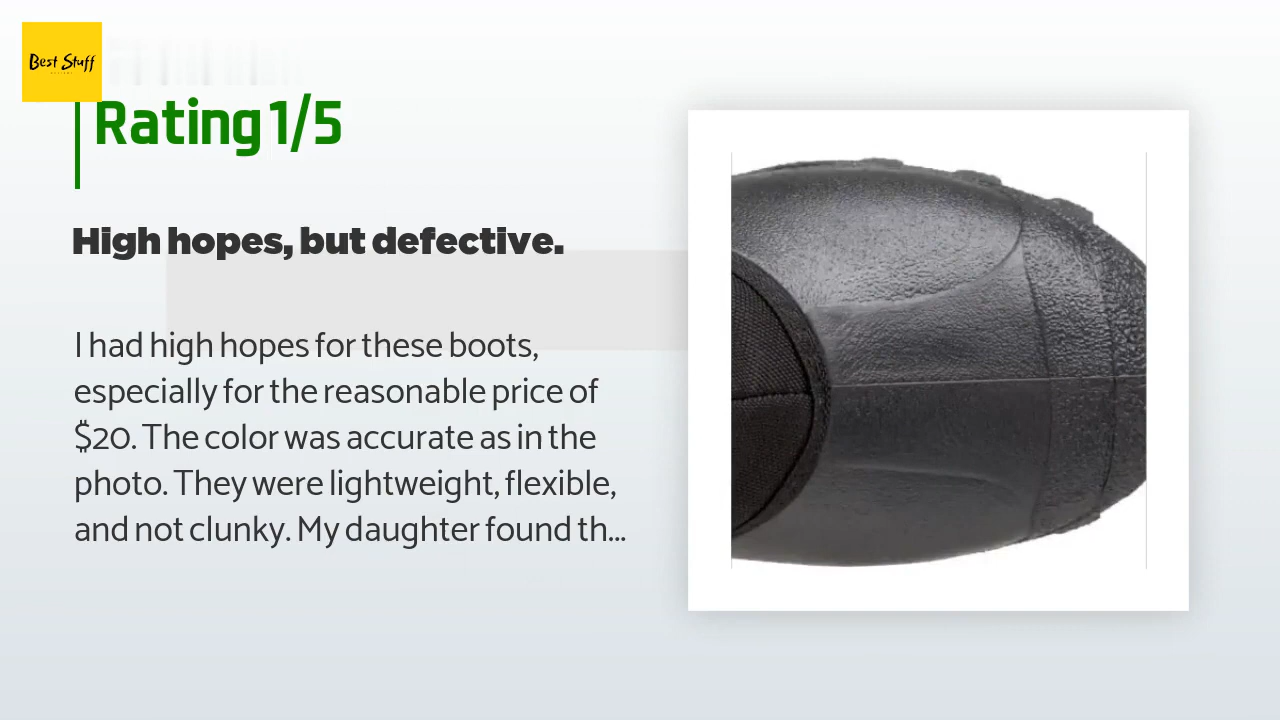 Best Stuff
Rating 1/5
High hopes, but defective.
I had high hopes for these boots,
especially for the reasonable price of
$20. The color was accurate as in the
photo. They were lightweight, flexible,
and not clunky. My daughter found th...